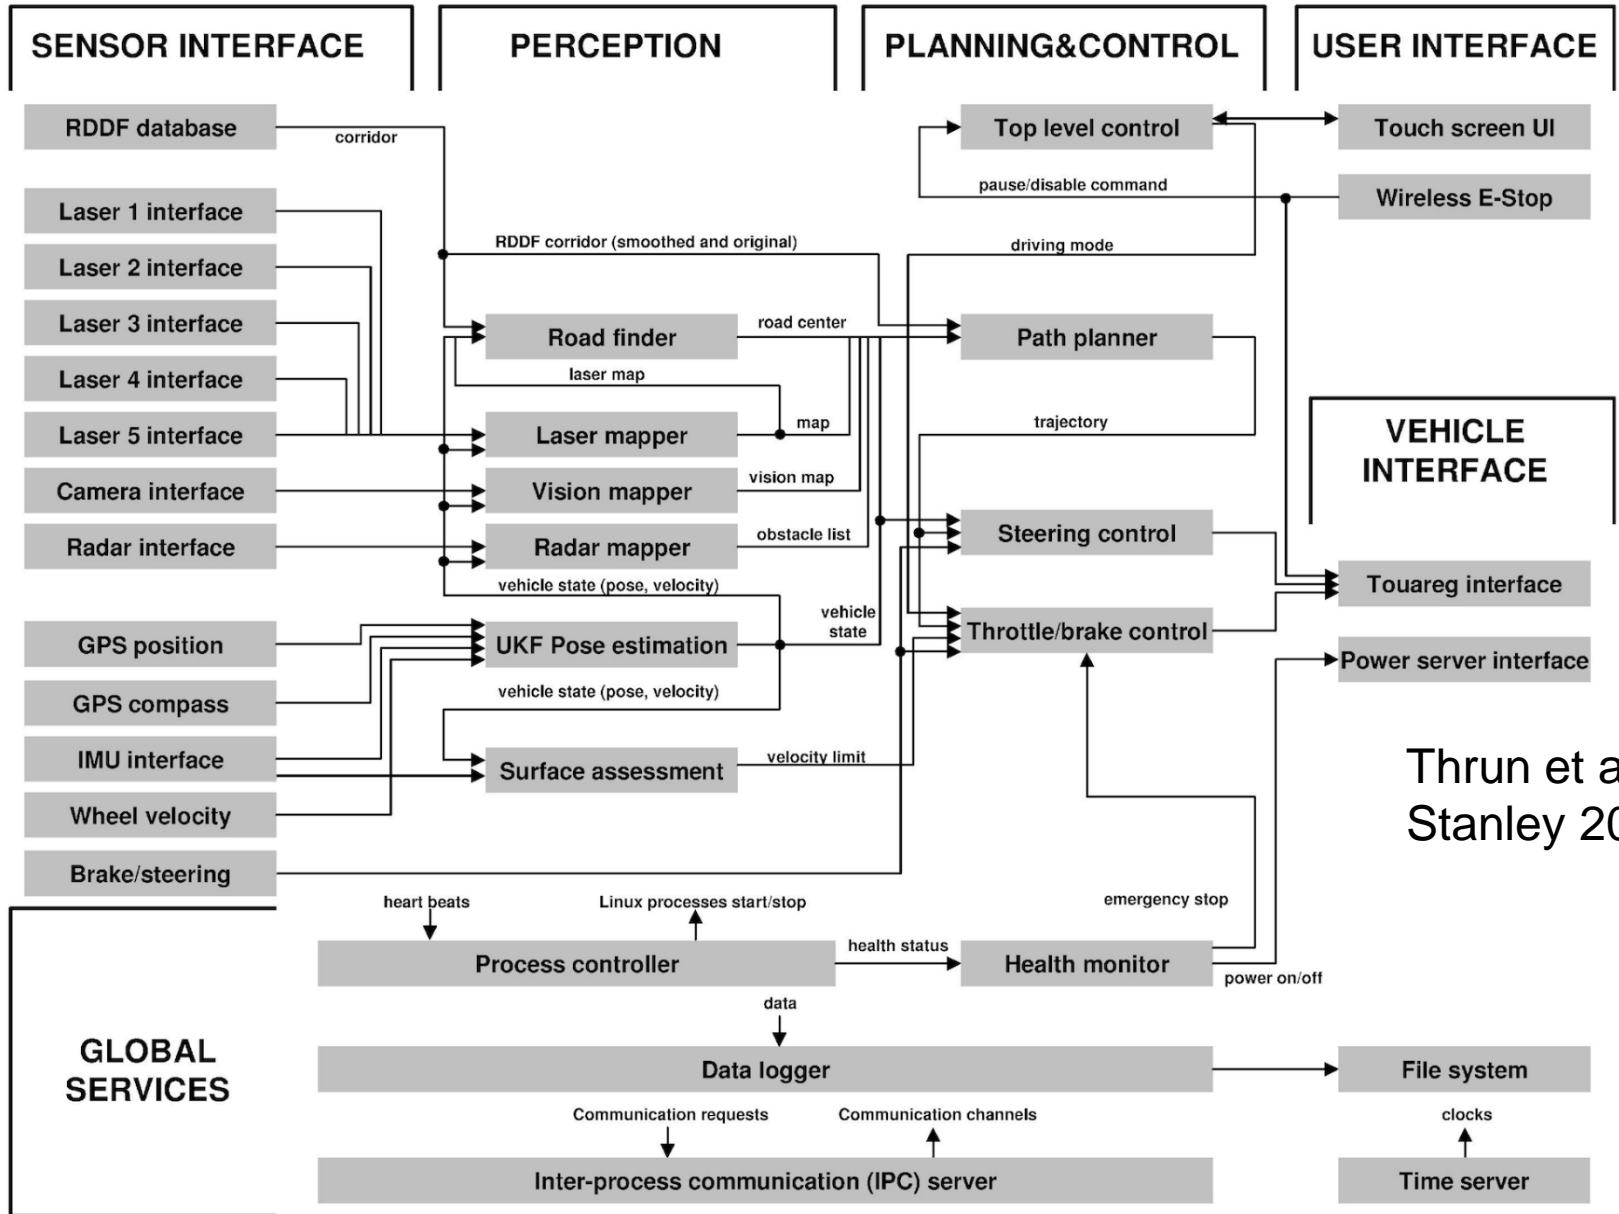 SENSOR INTERFACE
PERCEPTION
PLANNING&CONTROL
USER INTERFACE
RDDF database
corridor
Top level control
Touch screen UI
pause/disable command
Wireless E-Stop
Laser 1 interface
RDDF corridor (smoothed and original)
driving mode
Laser 2 interface
Laser 3 interface
Road finder
road center
Path planner
laser map
Laser 4 interface
Laser 5 interface
Laser mapper
map
trajectory
VEHICLE
INTERFACE
Camera interface
Vision mapper
vision map
Radar interface
Radar mapper
obstacle list
Steering control
vehicle state (pose, velocity)
Touareg interface
vehicle
state
GPS position
UKF Pose estimation
Throttle/brake control
Power server interface
vehicle state (pose, velocity)
GPS compass
IMU interface
Surface assessment
velocity limit
Thrun et a
Stanley 20
Wheel velocity
Brake/steering
heart beats
Linux processes start/stop
emergency stop
Process controller
health status
Health monitor
power on/off
data
GLOBAL
SERVICES
Data logger
File system
Communication requests
Communication channels
clocks
Inter-process communication (IPC) server
Time server